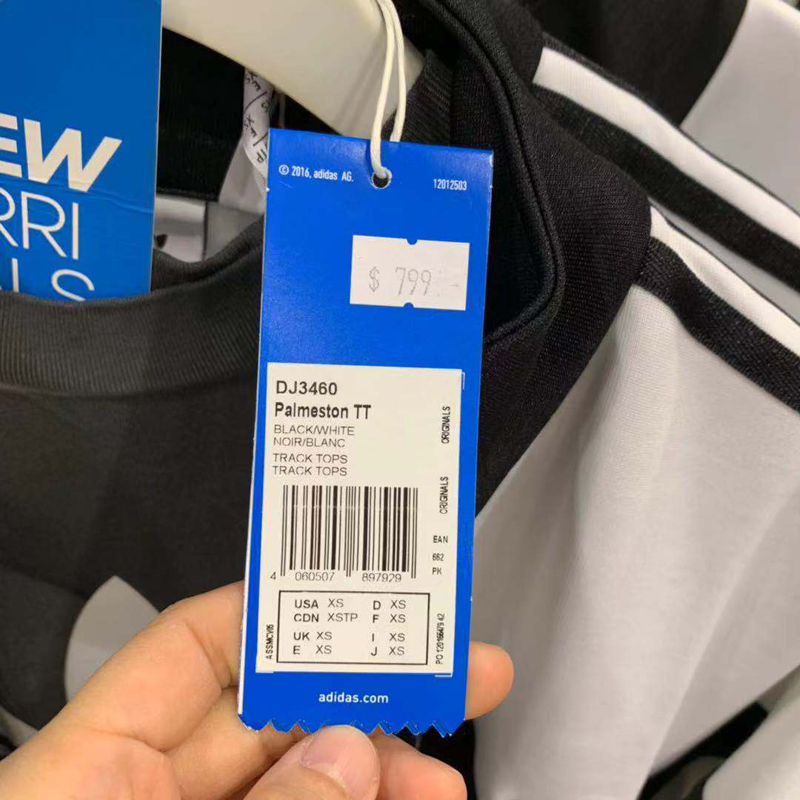 EW
RRI
ALS
© 2016, adidas AG.
12012503
$ 799.-
DJ3460
Palmeston TT
BLACK/WHITE
NOIR/BLANC
TRACK TOPS
TRACK TOPS
ORIGINALS
ORIGINALS
EAN
662
PK
4 060507 897929
USA XS D XS
CDN XSTP F XS
UK XS I XS
E XS J XS
adidas.com